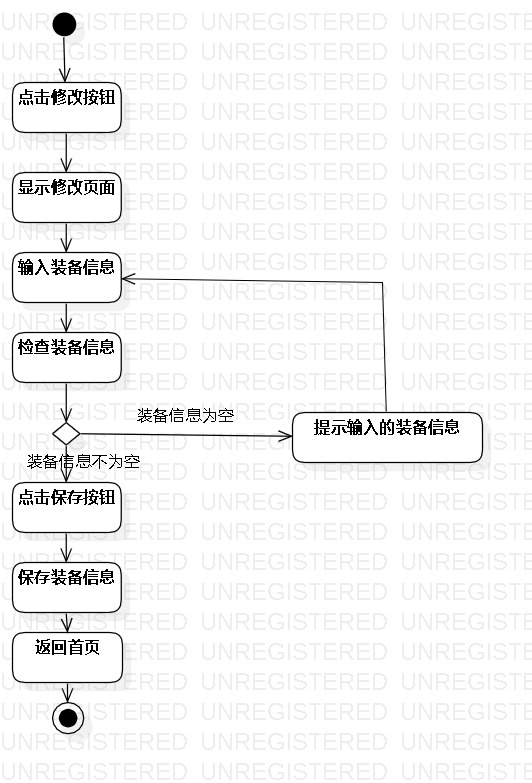 点击修改按钮
显示修改页面
输入装备信息
检查装备信息
装备信息为空
提示输入的装备信息
装备信息不为空
点击保存按钮
保存装备信息
返回首页
UNREGISTERED UNREGISTERED UNREGISTERED